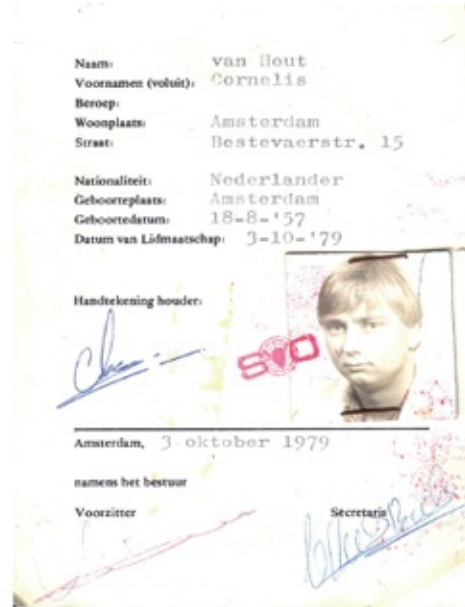 Naam: van Hout
Voornamen (voluit): Cornelis
Beroep:
Woonplaats: Amsterdam
Straat: Bestevaerstr. 15
Nationaliteit: Nederlander
Geboorteplaats: Amsterdam
Geboortedatum: 18-8-'57
Datum van Lidmaatschap: 3-10-'79
Handtekening houder:
Amsterdam, 3 oktober 1979
namens het bestuur
Voorzitter Secretaris